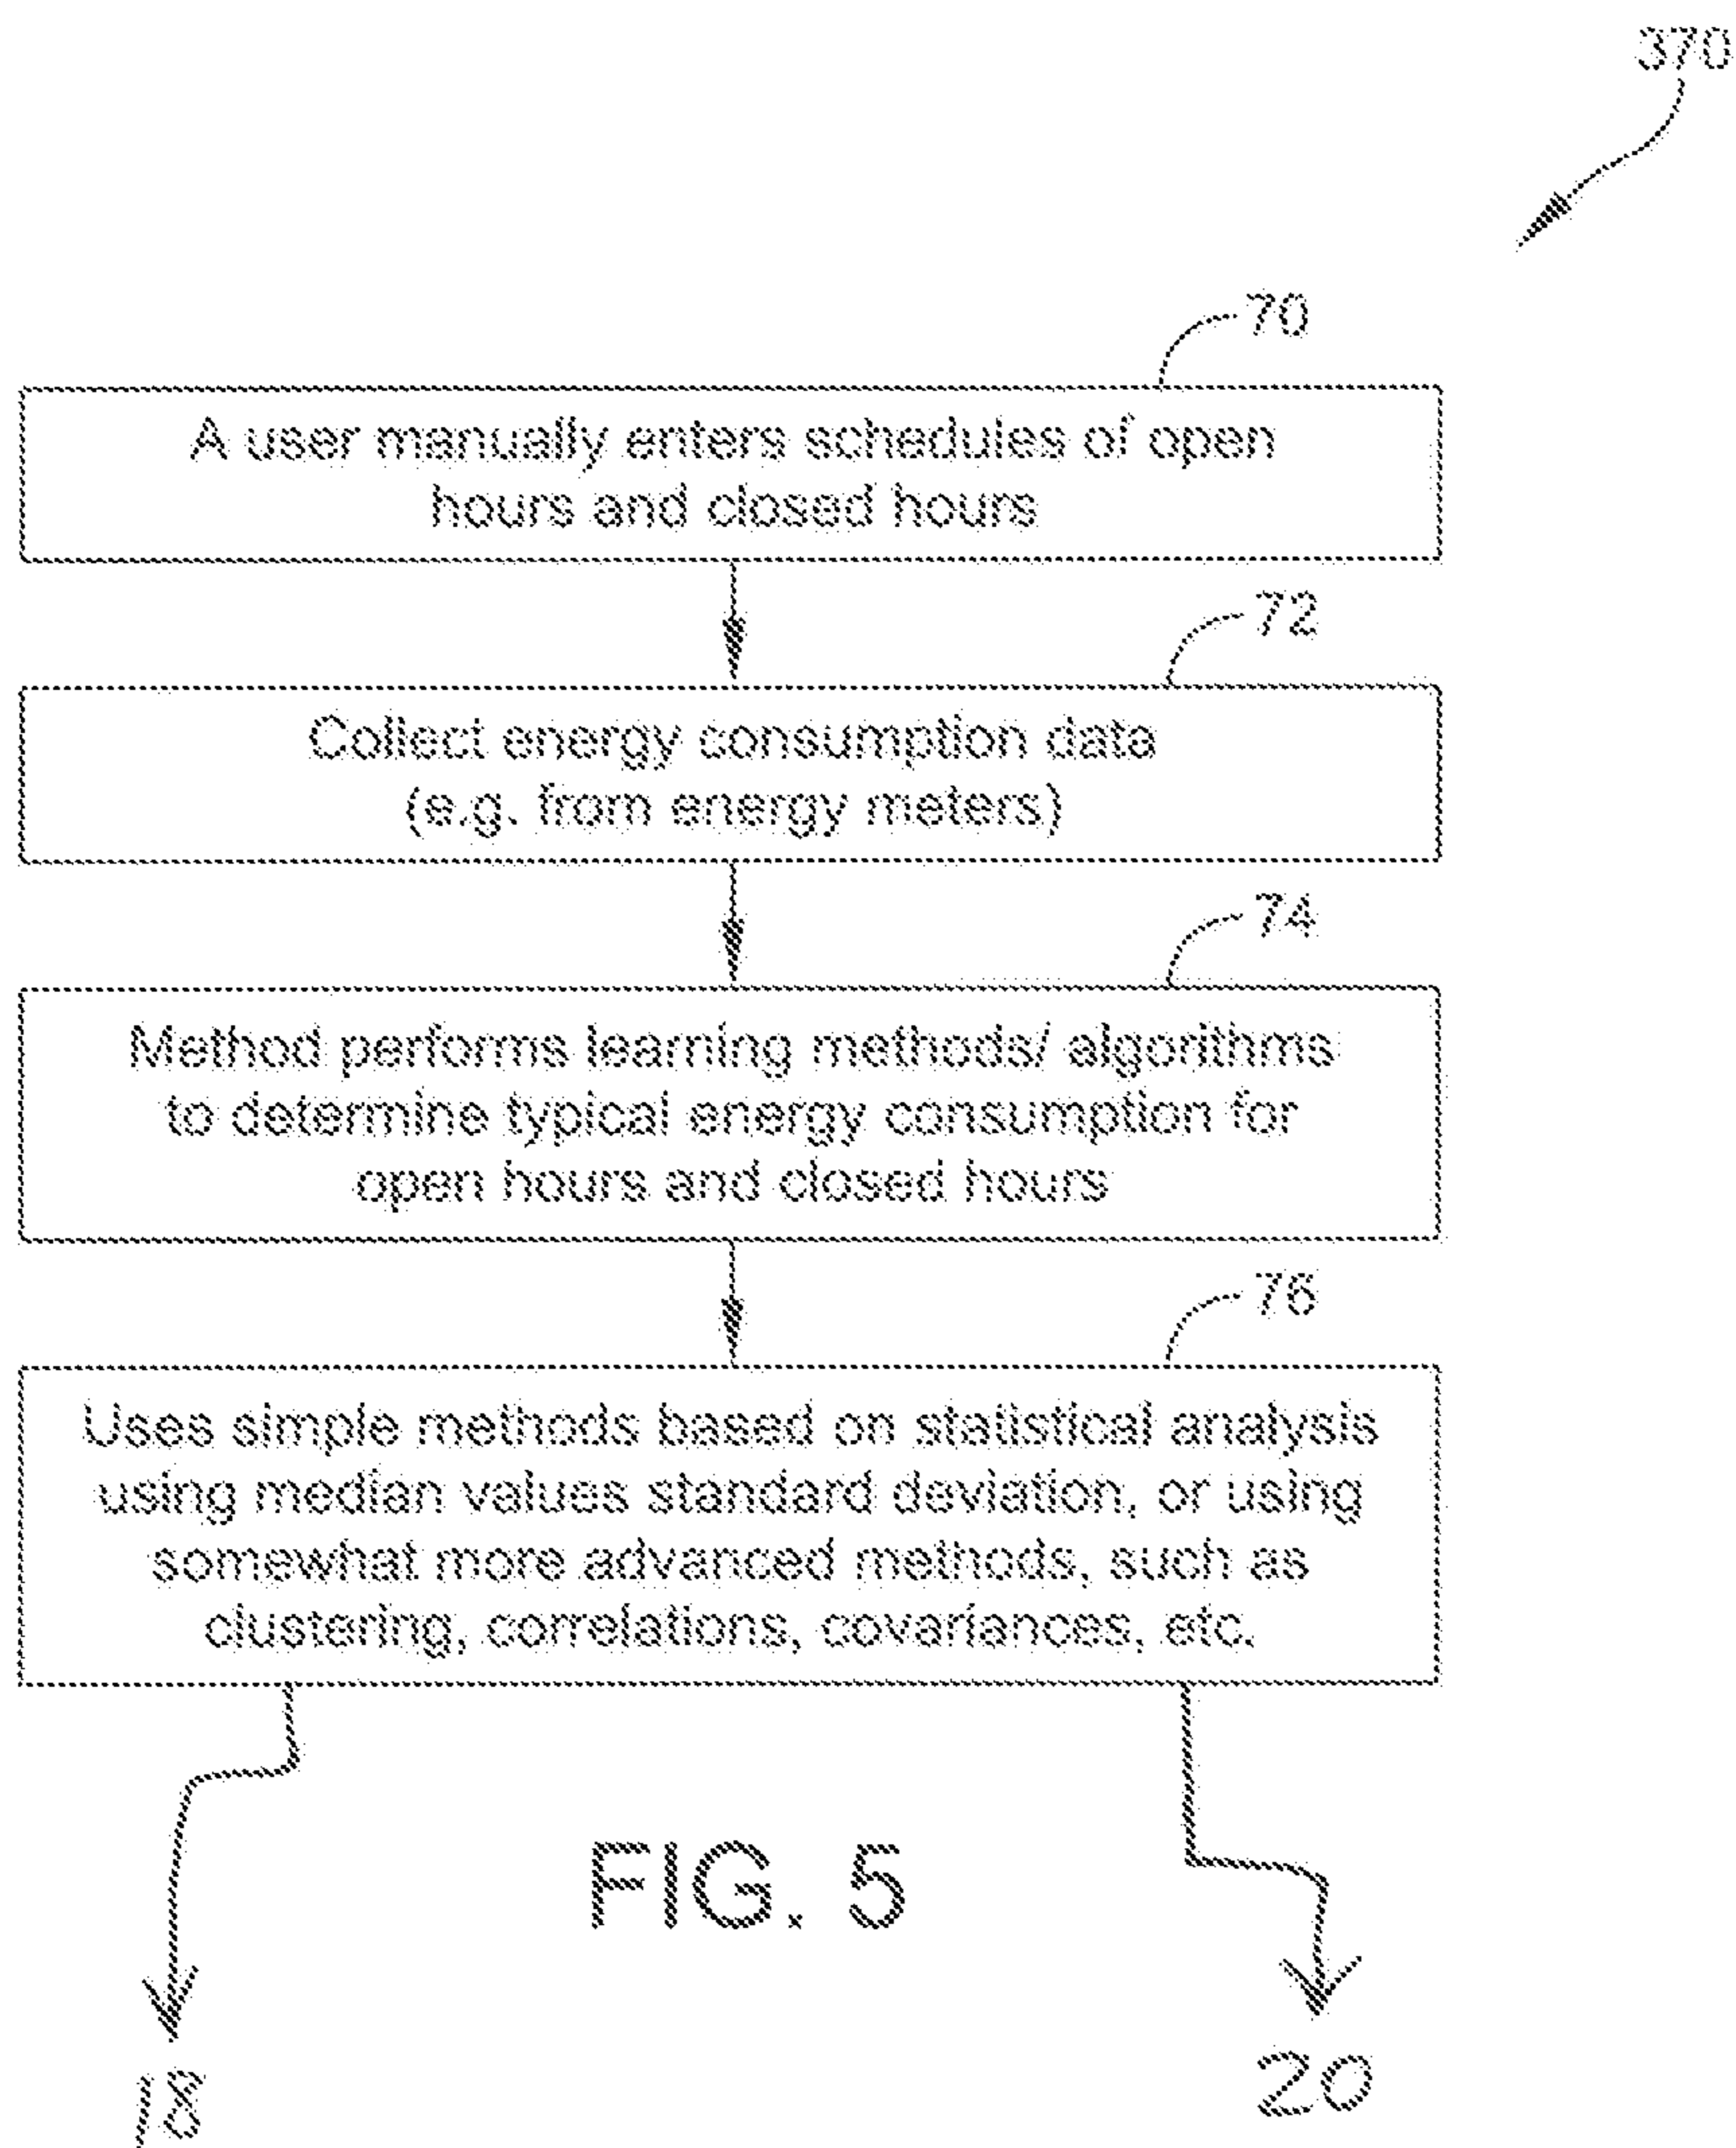 370
70
A user manually enters schedules of open
hours and closed hours
72
Collect energy consumption data
(e.g. from energy meters)
74
Method performs learning methods/ algorithms
to determine typical energy consumption for
open hours and closed hours
76
Uses simple methods based on statistical analysis
using median values standard deviation, or using
somewhat more advanced methods, such as
clustering, correlations, covariances, etc.
FIG. 5
18
20